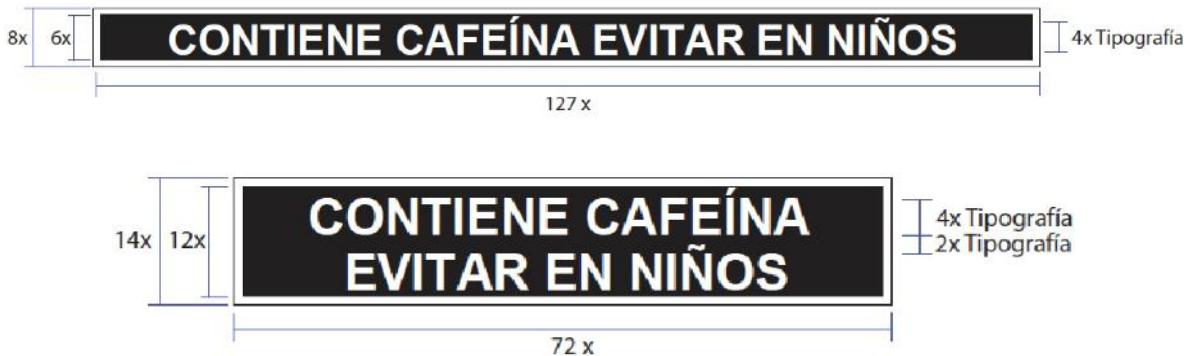 8x 6x CONTIENE CAFEÍNA EVITAR EN NIÑOS 4x Tipografía
127 x
14x 12x CONTIENE CAFEÍNA 4x Tipografía
EVITAR EN NIÑOS 2x Tipografía
72 x